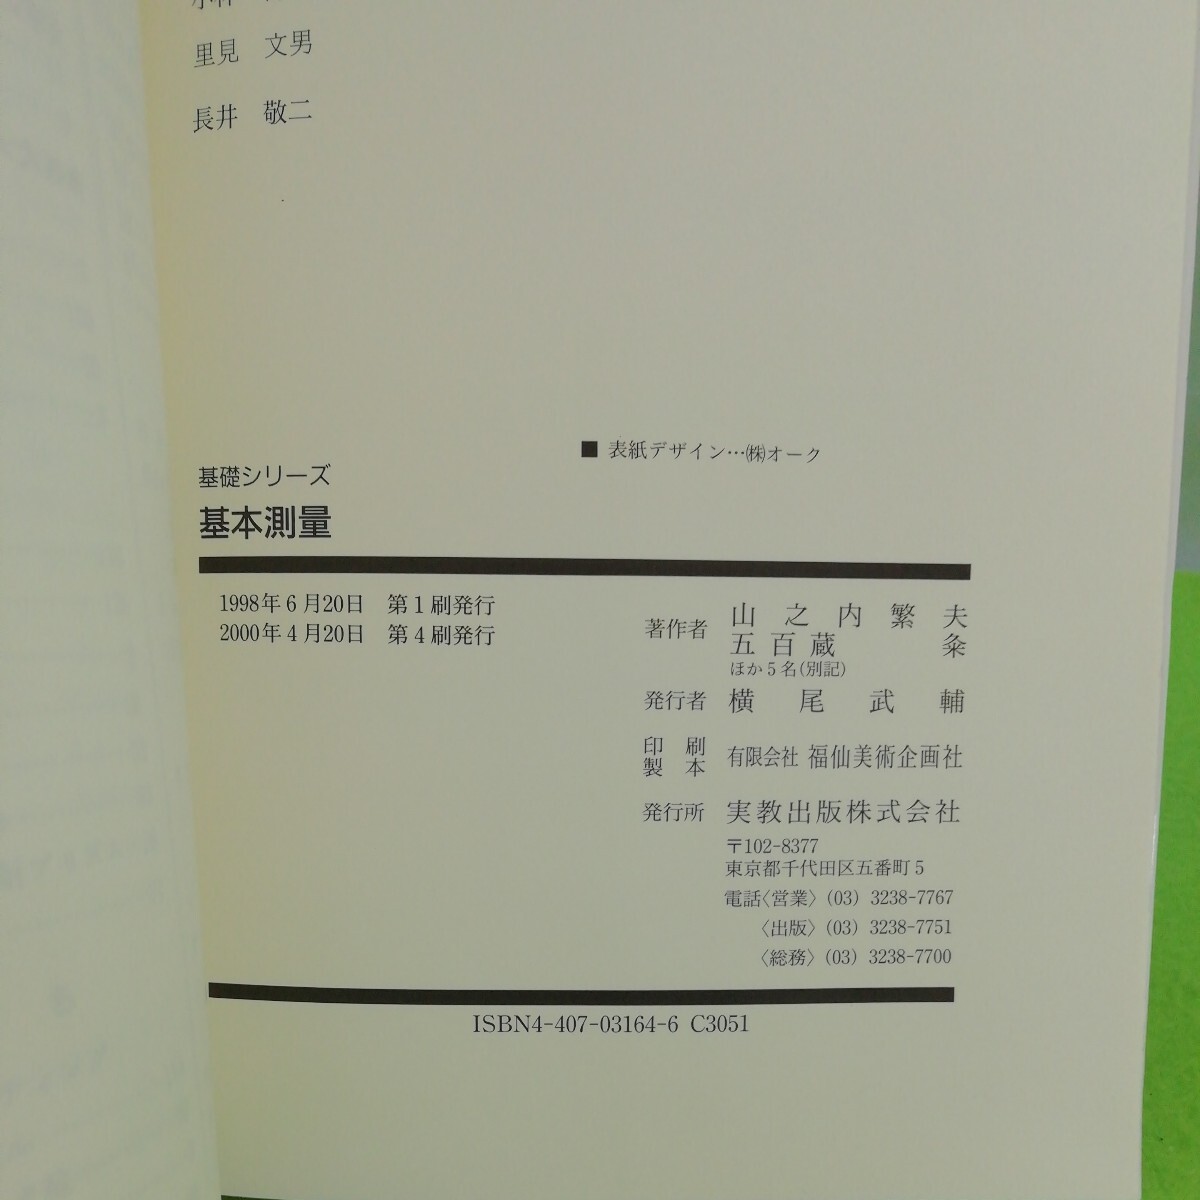 里見 文男
長井 敬二
■ 表紙デザイン…㈱オーク
基礎シリーズ
基本測量
1998年6月20日 第1刷発行
2000年4月20日 第4刷発行
著作者 山之内繁夫
五百蔵 粂
ほか5名(別記)
発行者 横尾武輔
印刷
製本 有限会社 福仙美術企画社
発行所 実教出版株式会社
〒102-8377
東京都千代田区五番町5
電話〈営業〉(03) 3238-7767
〈出版〉(03) 3238-7751
〈総務〉(03) 3238-7700
ISBN4-407-03164-6 C3051